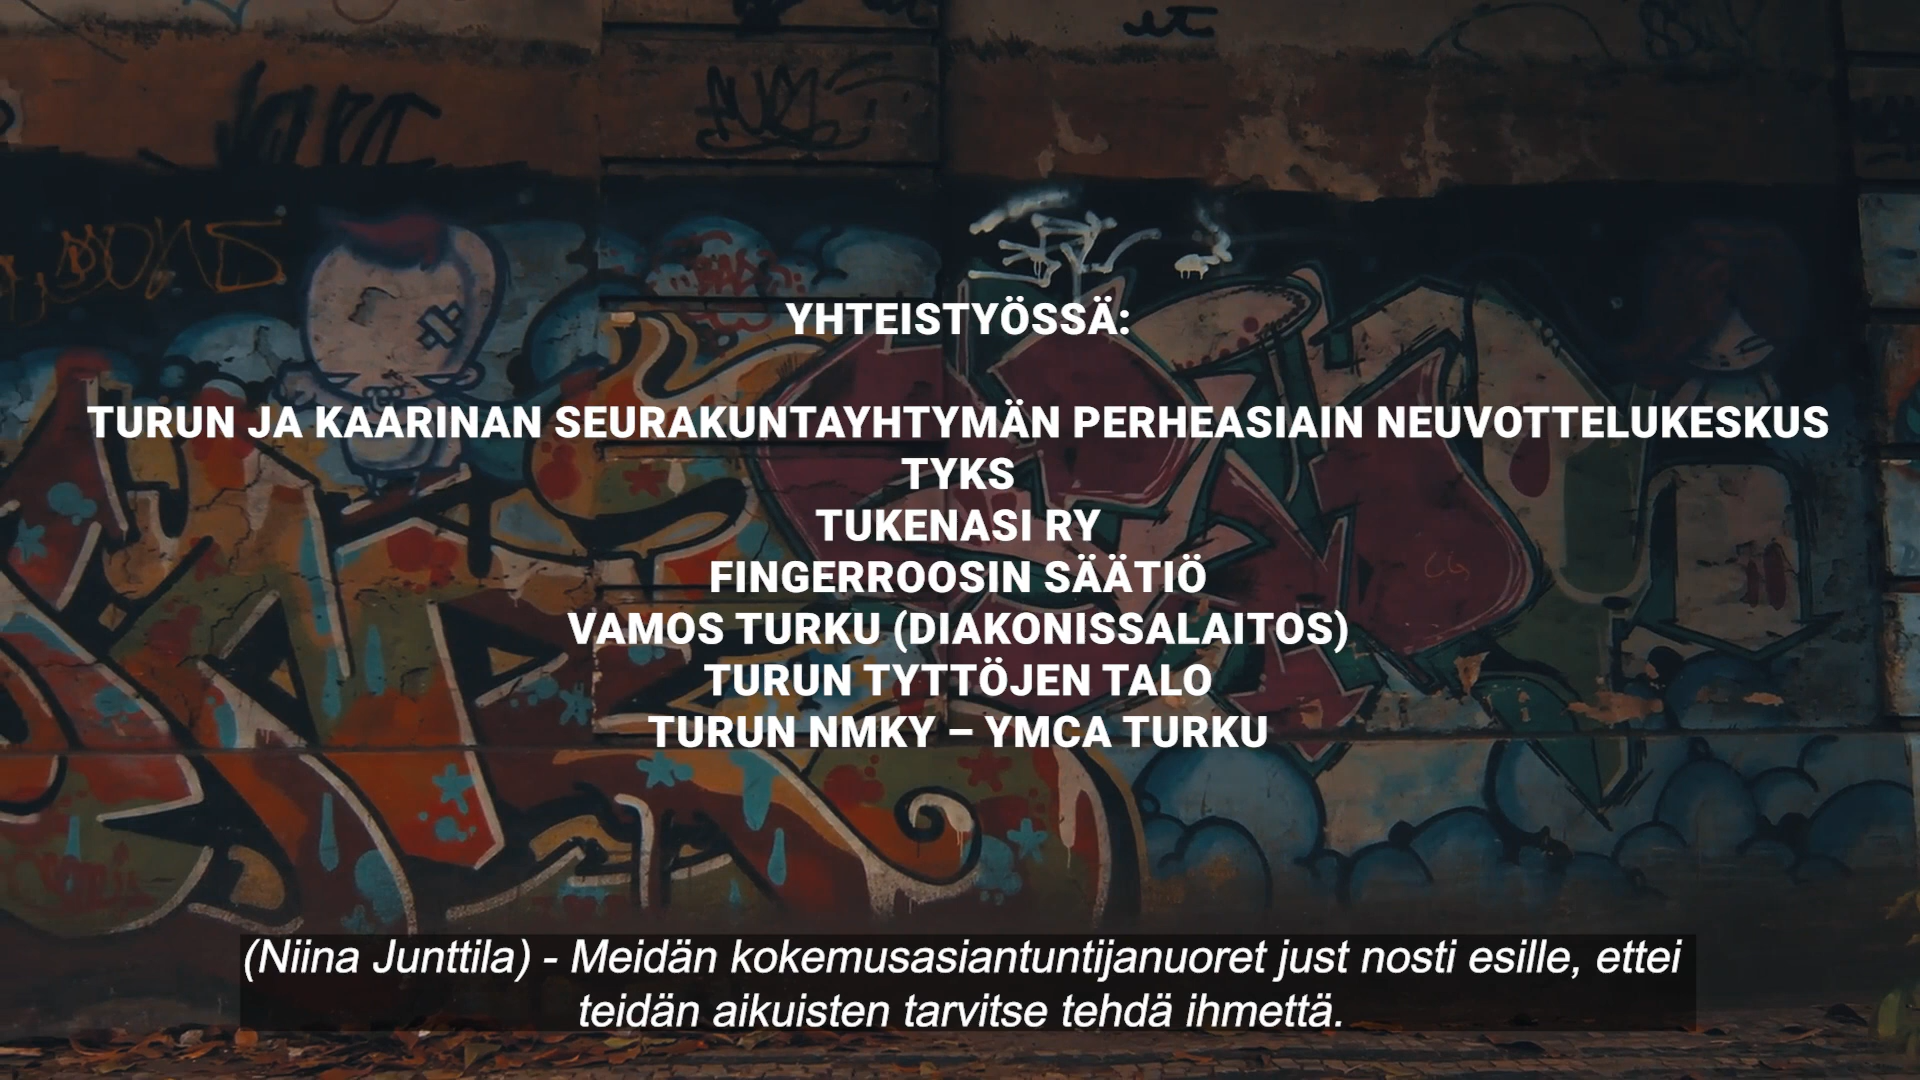 YHTEISTYÖSSÄ:
TURUN JA KAARINAN SEURAKUNTAYHTYMÄN PERHEASIAIN NEUVOTTELUKESKUS
TYKS
TUKENASI RY
FINGERROOSIN SÄÄTIÖ
VAMOS TURKU (DIAKONISSALAITOS)
TURUN TYTTÖJEN TALO
TURUN NMKY – YMCA TURKU
(Niina Junttila) - Meidän kokemusasiantuntijanuoret just nosti esille, ettei
teidän aikuisten tarvitse tehdä ihmettä.